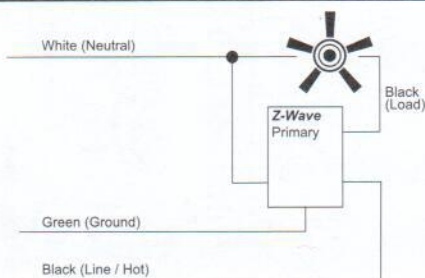 White (Neutral)
Black
(Load)
Z-Wave
Primary
Green (Ground)
Black (Line / Hot)